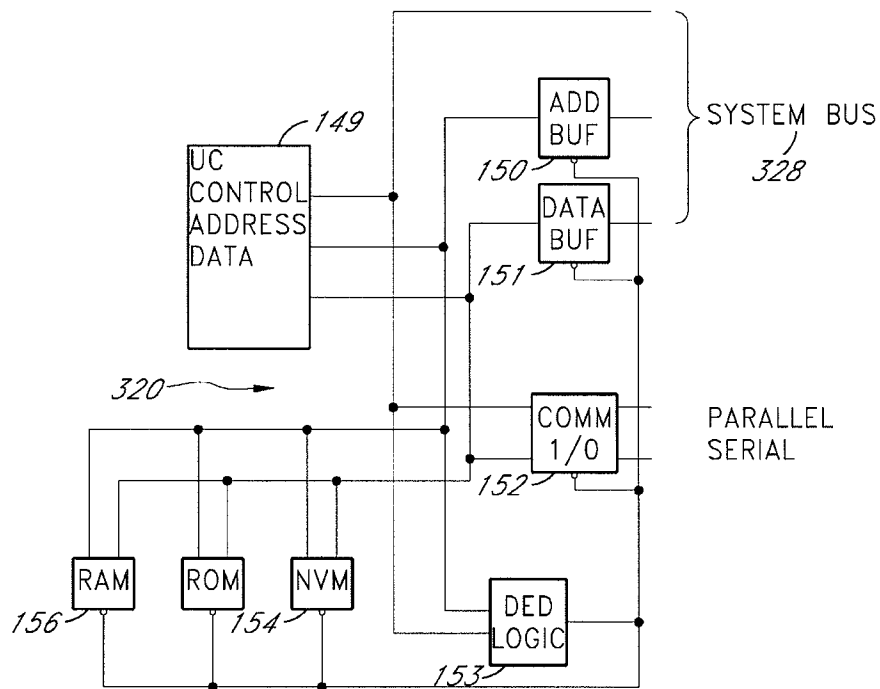 149
UC
CONTROL
ADDRESS
DATA
ADD
BUF
150
DATA
BUF
151
SYSTEM BUS
328
320
COMM
1/0
152
PARALLEL
SERIAL
RAM
156
ROM
NVM
154
DED
LOGIC
153